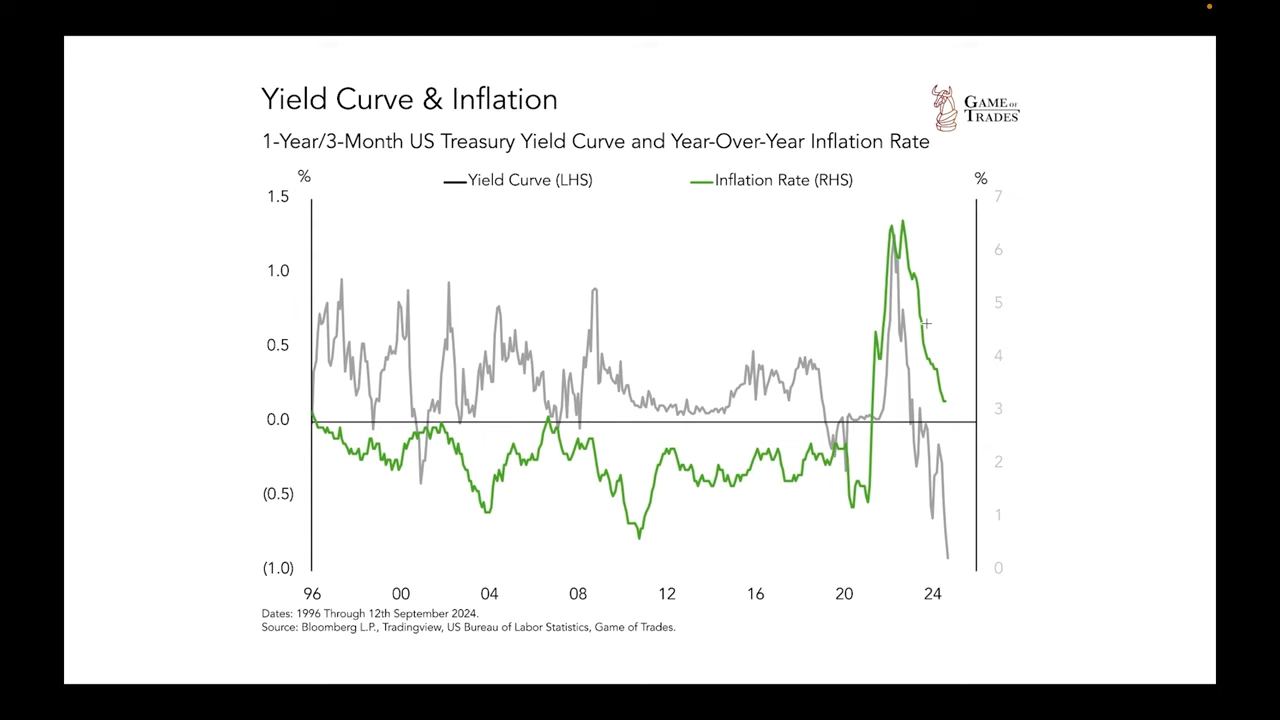 Yield Curve & Inflation
GAME OF
TRADES
1-Year/3-Month US Treasury Yield Curve and Year-Over-Year Inflation Rate
% Yield Curve (LHS) Inflation Rate (RHS) %
1.5 7
6
1.0
5
0.5 4
0.0 3
2
(0.5)
1
(1.0) 0
96 00 04 08 12 16 20 24
Dates: 1996 Through 12th September 2024.
Source: Bloomberg L.P., Tradingview, US Bureau of Labor Statistics, Game of Trades.